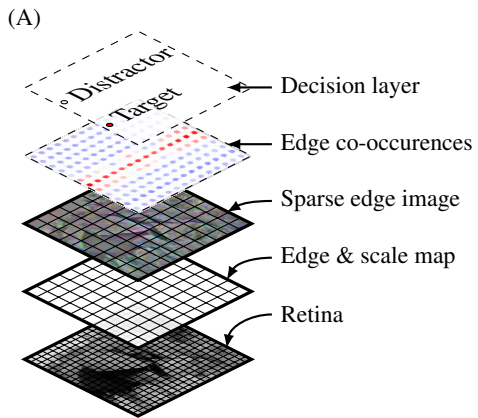 (A)
Distractor
Target
Decision layer
Edge co-occurences
Sparse edge image
Edge & scale map
Retina